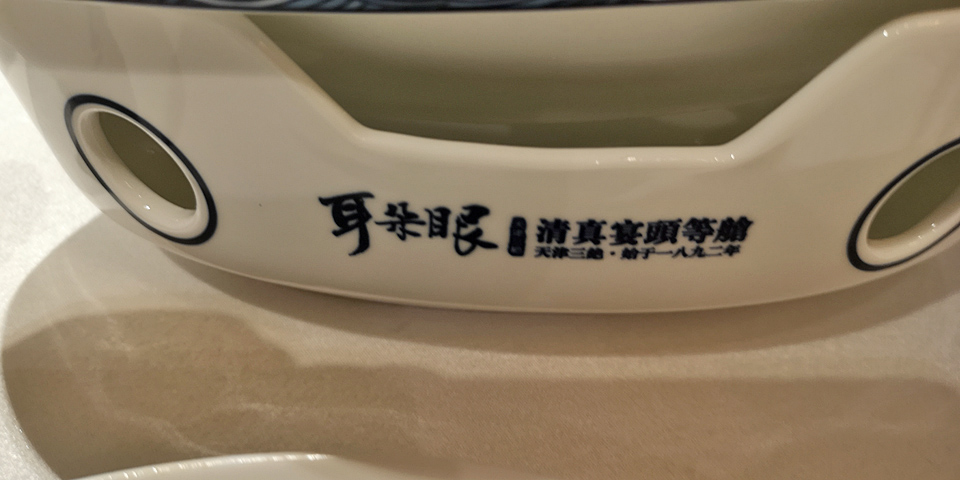 耳朵眼
清真宴頭等艙
天津三絕·始于一八九二年